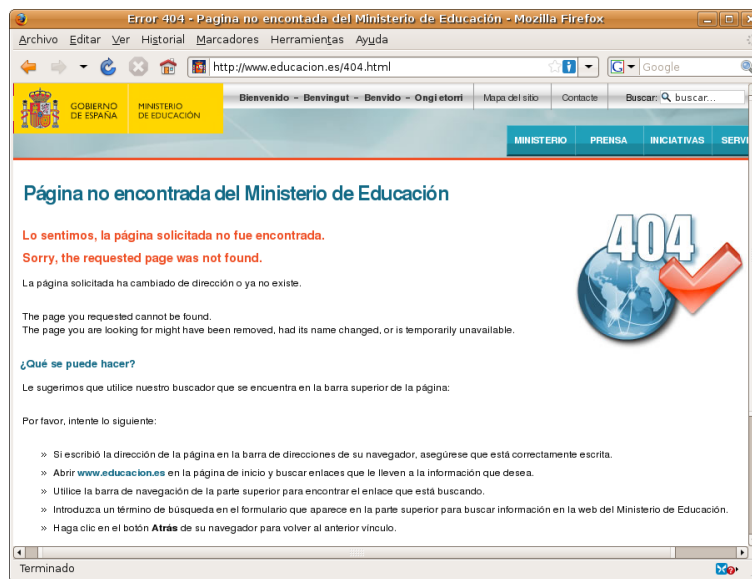 Error 404 - Pagina no encontada del Ministerio de Educación - Mozilla Firefox
Archivo Editar Ver Historial Marcadores Herramientas Ayuda
http://www.educacion.es/404.html
G Google
GOBIERNO DE ESPAÑA
MINISTERIO DE EDUCACIÓN
Bienvenido - Benvingut - Benvido - Ongi etorri Mapa del sitio Contacte Buscar: buscar...
MINISTERIO PRENSA INICIATIVAS SERVI
Página no encontrada del Ministerio de Educación
404
Lo sentimos, la página solicitada no fue encontrada.
Sorry, the requested page was not found.
La página solicitada ha cambiado de dirección o ya no existe.
The page you requested cannot be found.
The page you are looking for might have been removed, had its name changed, or is temporarily unavailable.
¿Qué se puede hacer?
Le sugerimos que utilice nuestro buscador que se encuentra en la barra superior de la página:
Por favor, intente lo siguiente:
» Si escribió la dirección de la página en la barra de direcciones de su navegador, asegúrese que está correctamente escrita.
» Abrir www.educacion.es en la página de inicio y buscar enlaces que le lleven a la información que desea.
» Utilice la barra de navegación de la parte superior para encontrar el enlace que está buscando.
» Introduzca un término de búsqueda en el formulario que aparece en la parte superior para buscar información en la web del Ministerio de Educación.
» Haga clic en el botón Atrás de su navegador para volver al anterior vínculo.
Terminado